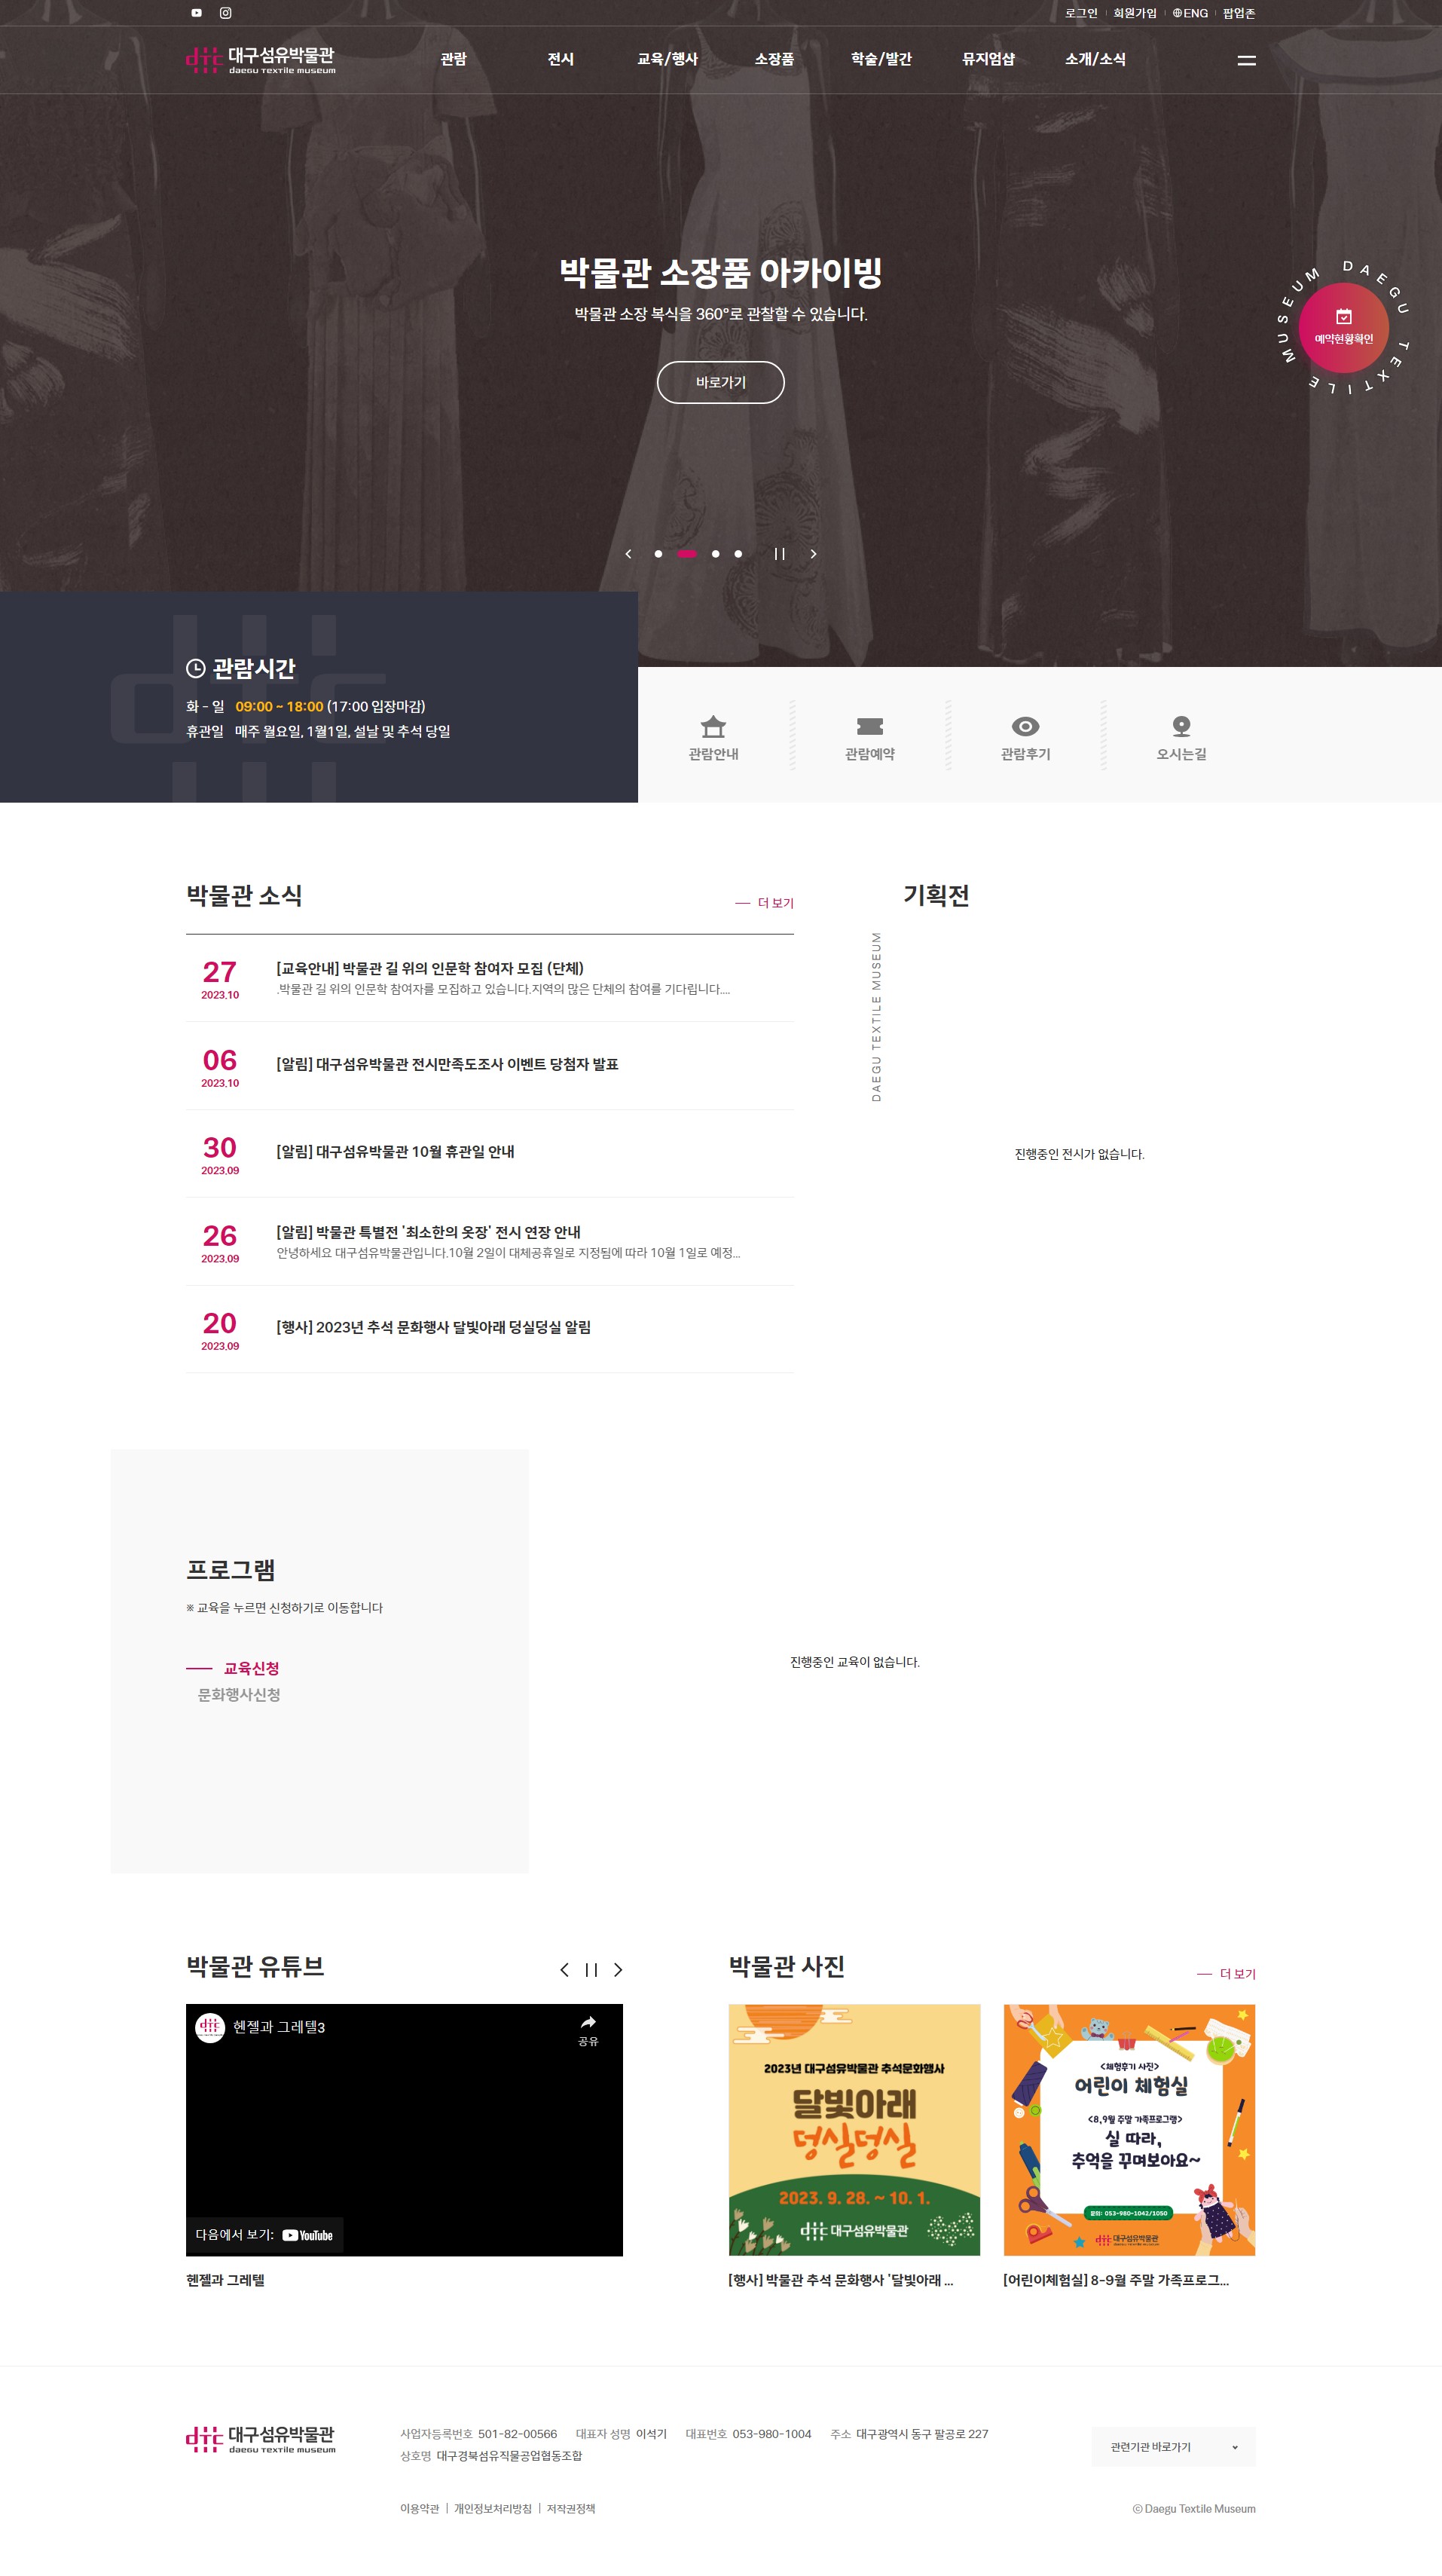 로그인 회원가입 ENG 팝업존
dtc 대구섬유박물관
daegu textile museum
관람 전시 교육/행사 소장품 학술/발간 뮤지엄샵 소개/소식
박물관 소장품 아카이빙
박물관 소장 복식을 360°로 관찰할 수 있습니다.
바로가기
DAEGU TEXTILE MUSEUM
예약현황확인
dtc
관람시간
화 - 일 09:00 ~ 18:00 (17:00 입장마감)
휴관일 매주 월요일, 1월1일, 설날 및 추석 당일
관람안내 관람예약 관람후기 오시는길
박물관 소식
더 보기
27
2023.10
[교육안내] 박물관 길 위의 인문학 참여자 모집 (단체)
.박물관 길 위의 인문학 참여자를 모집하고 있습니다.지역의 많은 단체의 참여를 기다립니다....
06
2023.10
[알림] 대구섬유박물관 전시만족도조사 이벤트 당첨자 발표
30
2023.09
[알림] 대구섬유박물관 10월 휴관일 안내
26
2023.09
[알림] 박물관 특별전 '최소한의 옷장' 전시 연장 안내
안녕하세요 대구섬유박물관입니다.10월 2일이 대체공휴일로 지정됨에 따라 10월 1일로 예정...
20
2023.09
[행사] 2023년 추석 문화행사 달빛아래 덩실덩실 알림
기획전
DAEGU TEXTILE MUSEUM
진행중인 전시가 없습니다.
프로그램
※ 교육을 누르면 신청하기로 이동합니다
교육신청
문화행사신청
진행중인 교육이 없습니다.
박물관 유튜브
dtc
헨젤과 그레텔3
공유
다음에서 보기: YouTube
헨젤과 그레텔
박물관 사진
더 보기
2023년 대구섬유박물관 추석문화행사
달빛아래
덩실덩실
2023. 9. 28. ~ 10. 1.
dtc 대구섬유박물관
[행사] 박물관 추석 문화행사 '달빛아래 ...
<체험후기 사진>
어린이 체험실
<8,9월 주말 가족프로그램>
실 따라,
추억을 꾸며보아요~
문의: 053-980-1042/1050
dtc 대구섬유박물관
[어린이체험실] 8-9월 주말 가족프로그...
dtc 대구섬유박물관
daegu textile museum
사업자등록번호 501-82-00566 대표자 성명 이석기 대표번호 053-980-1004 주소 대구광역시 동구 팔공로 227
상호명 대구경북섬유직물공업협동조합
관련기관 바로가기
이용약관 개인정보처리방침 저작권정책
ⓒ Daegu Textile Museum